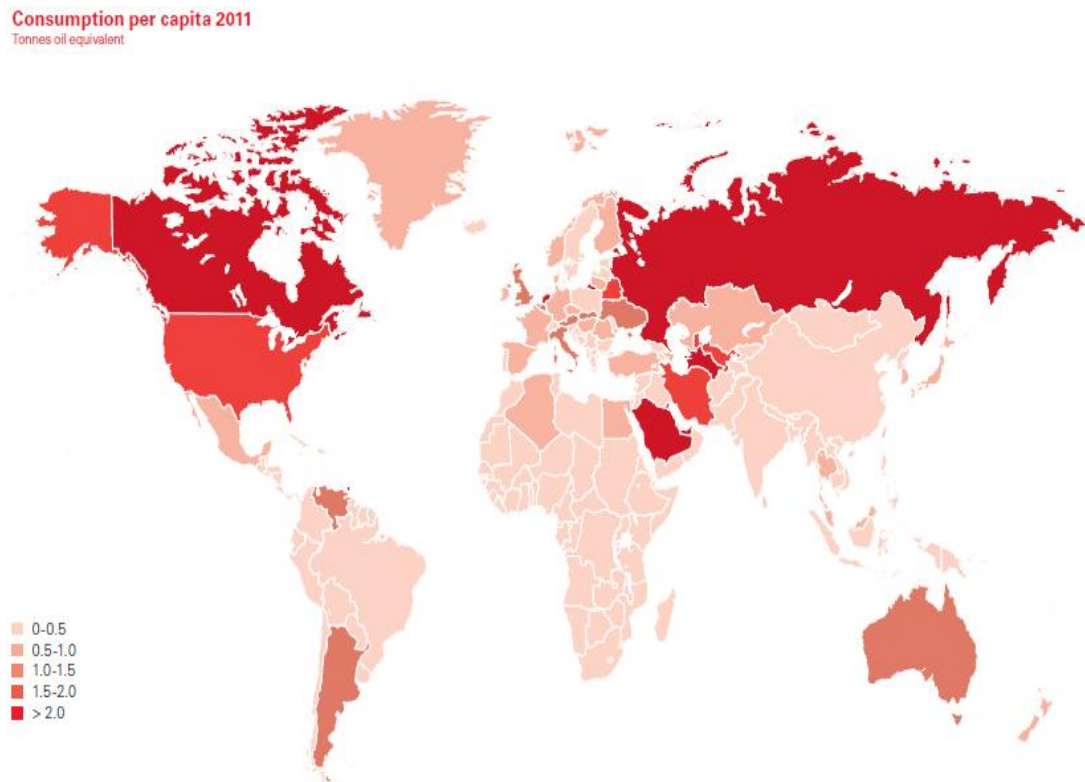 Consumption per capita 2011
Tonnes oil equivalent
0-0.5
0.5-1.0
1.0-1.5
1.5-2.0
> 2.0